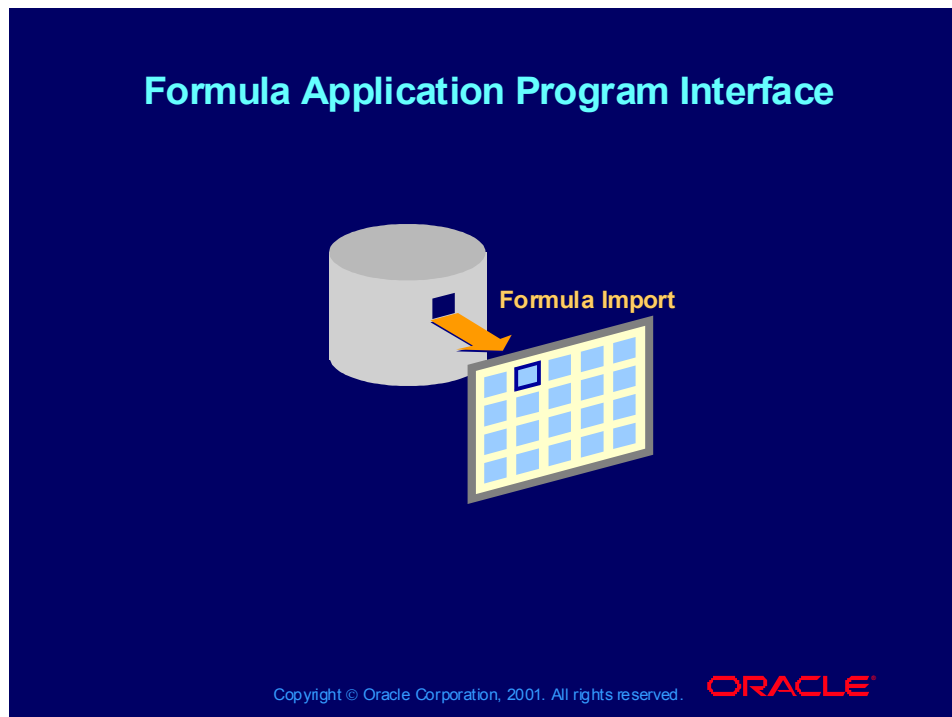 Formula Application Program Interface
Formula Import
Copyright © Oracle Corporation, 2001. All rights reserved.
ORACLE®